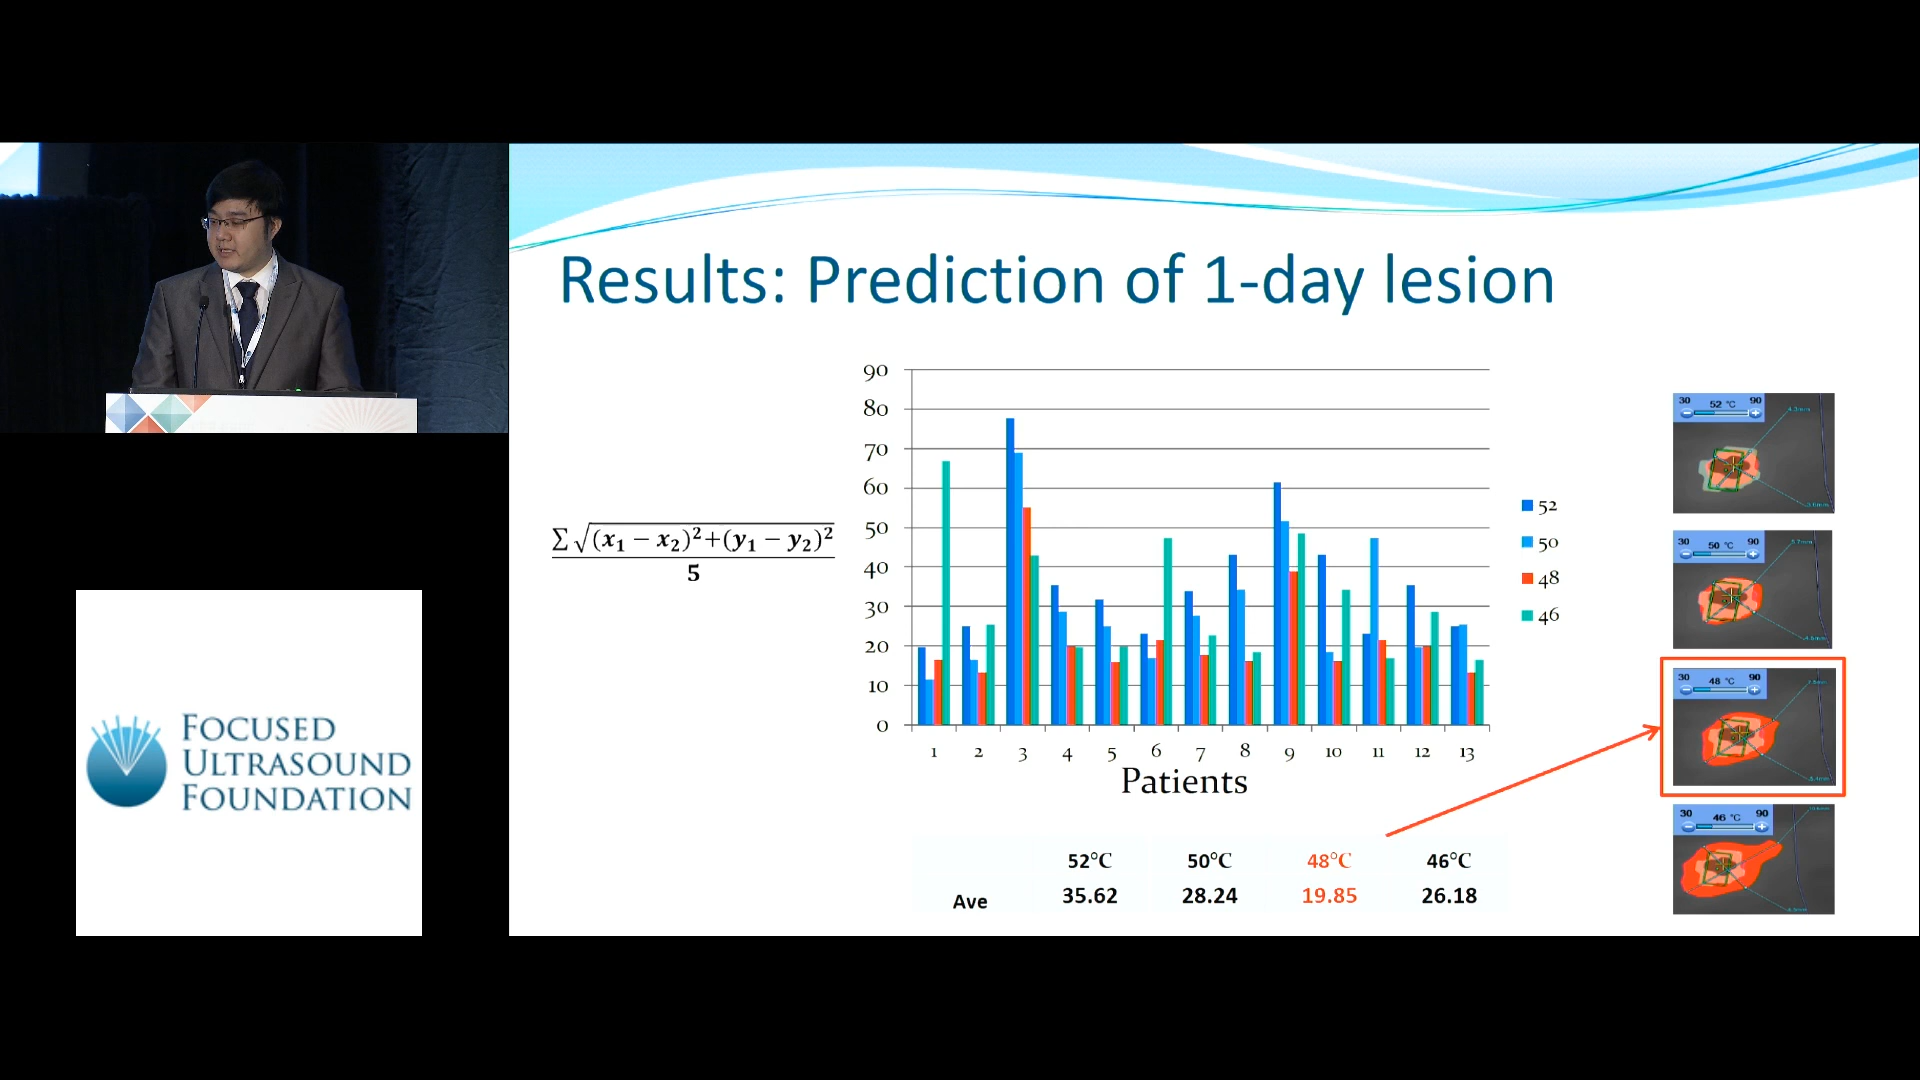 Results: Prediction of 1-day lesion
∑√(x₁ − x₂)²+(y₁ − y₂)²
5
90
80
70
60
50
40
30
20
10
0
1 2 3 4 5 6 7 8 9 10 11 12 13
Patients
52
50
48
46
52°C 50°C 48°C 46°C
Ave 35.62 28.24 19.85 26.18
30 52 °C 90
30 50 °C 90
30 48 °C 90
30 46 °C 90
FOCUSED
ULTRASOUND
FOUNDATION